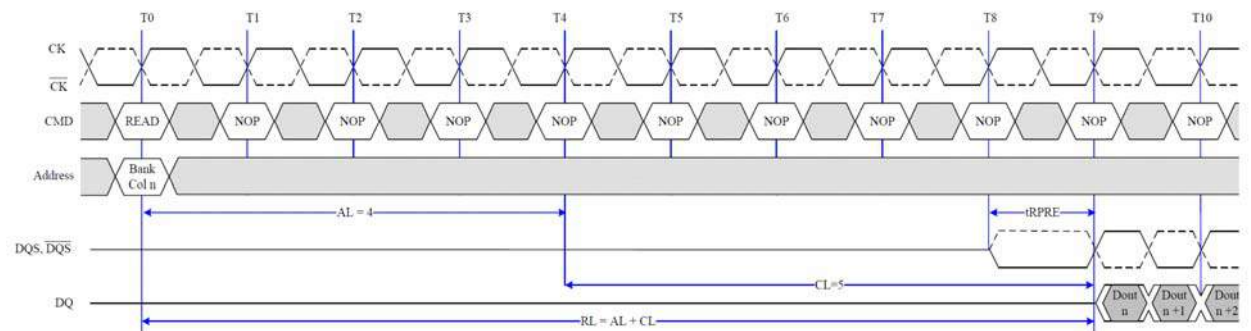 T0 T1 T2 T3 T4 T5 T6 T7 T8 T9 T10
CK
CK
CMD READ NOP NOP NOP NOP NOP NOP NOP NOP NOP NOP
Address Bank Col n
AL = 4
tRPRE
DQS, DQS
CL=5
DQ Dout n Dout n +1 Dout n +2
RL = AL + CL